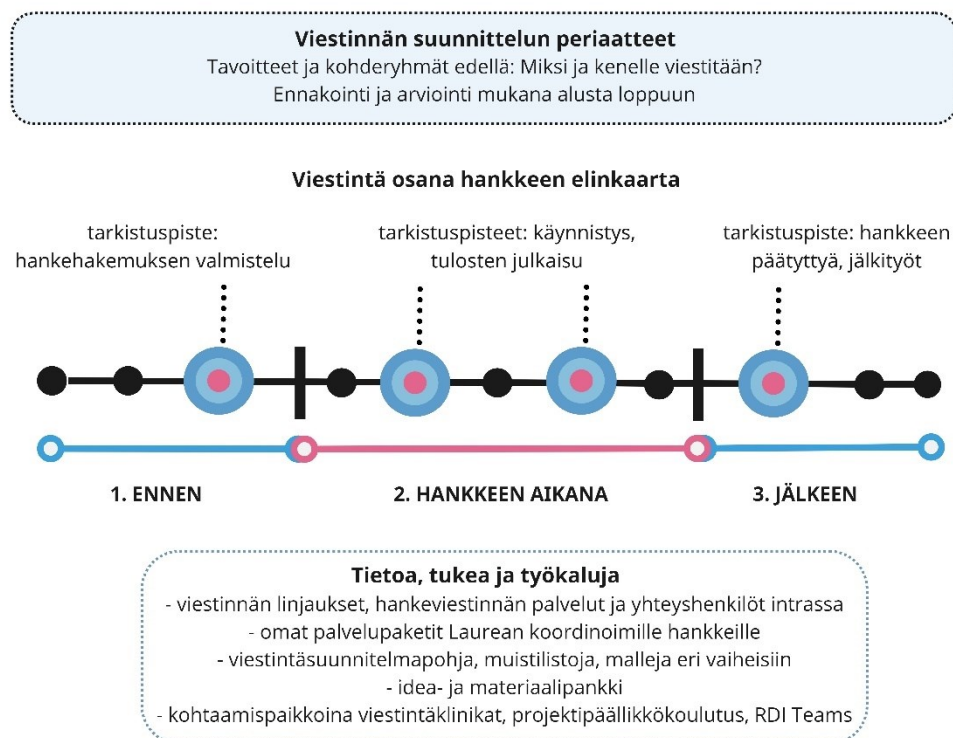 Viestinnän suunnittelun periaatteet
Tavoitteet ja kohderyhmät edellä: Miksi ja kenelle viestitään?
Ennakointi ja arviointi mukana alusta loppuun
Viestintä osana hankkeen elinkaarta
tarkistuspiste:
hankehakemuksen valmistelu
tarkistuspisteet: käynnistys,
tulosten julkaisu
tarkistuspiste: hankkeen
päätyttyä, jälkityöt
1. ENNEN
2. HANKKEEN AIKANA
3. JÄLKEEN
Tietoa, tukea ja työkaluja
- viestinnän linjaukset, hankeviestinnän palvelut ja yhteyshenkilöt intrassa
- omat palvelupaketit Laurean koordinoimille hankkeille
- viestintäsuunnitelmapohja, muistilistoja, malleja eri vaiheisiin
- idea- ja materiaalipankki
- kohtaamispaikkoina viestintäklinikat, projektipäällikkökoulutus, RDI Teams